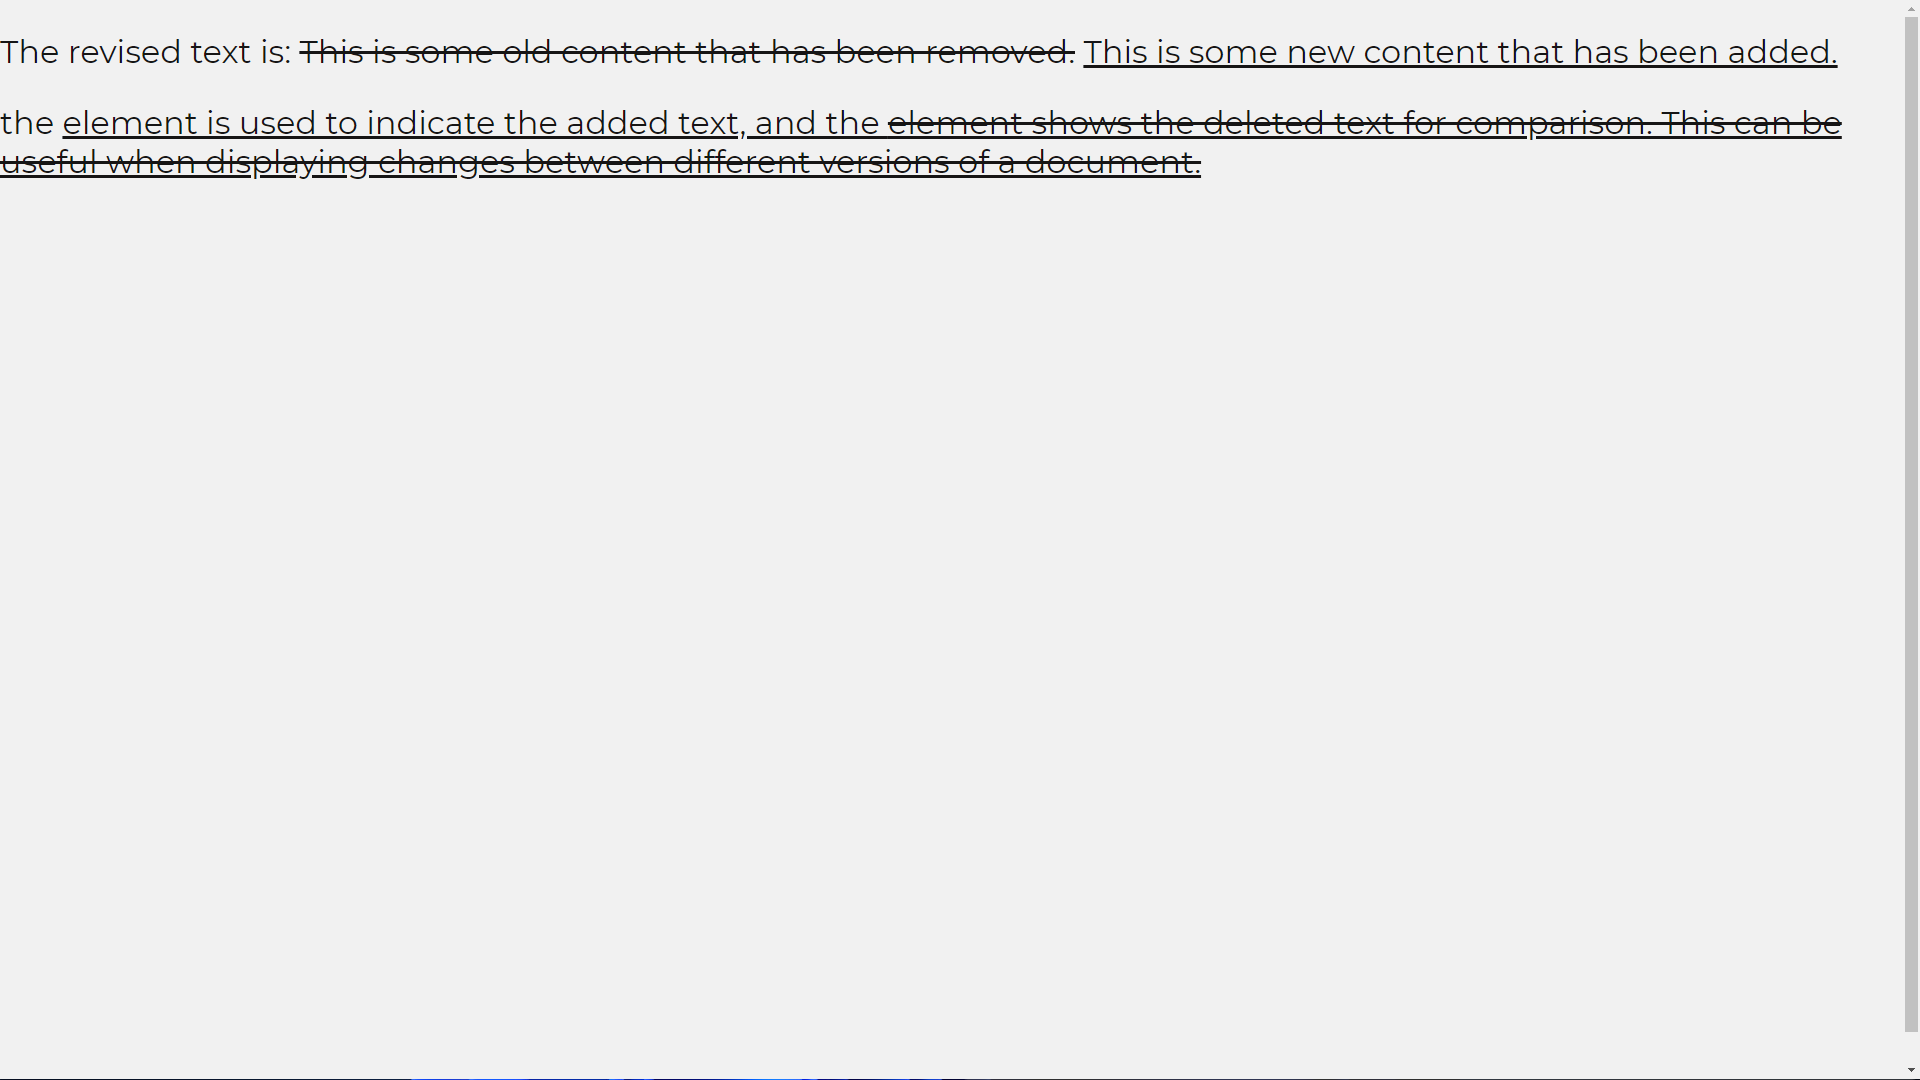 The revised text is: This is some old content that has been removed. This is some new content that has been added.
the element is used to indicate the added text, and the element shows the deleted text for comparison. This can be
useful when displaying changes between different versions of a document.